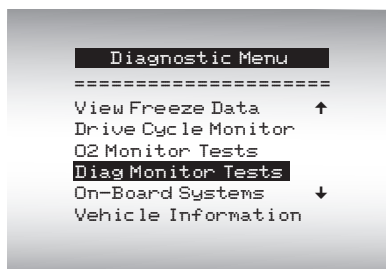 Diagnostic Menu
========================
View Freeze Data ↑
Drive Cycle Monitor
O2 Monitor Tests
Diag Monitor Tests
On-Board Systems ↓
Vehicle Information